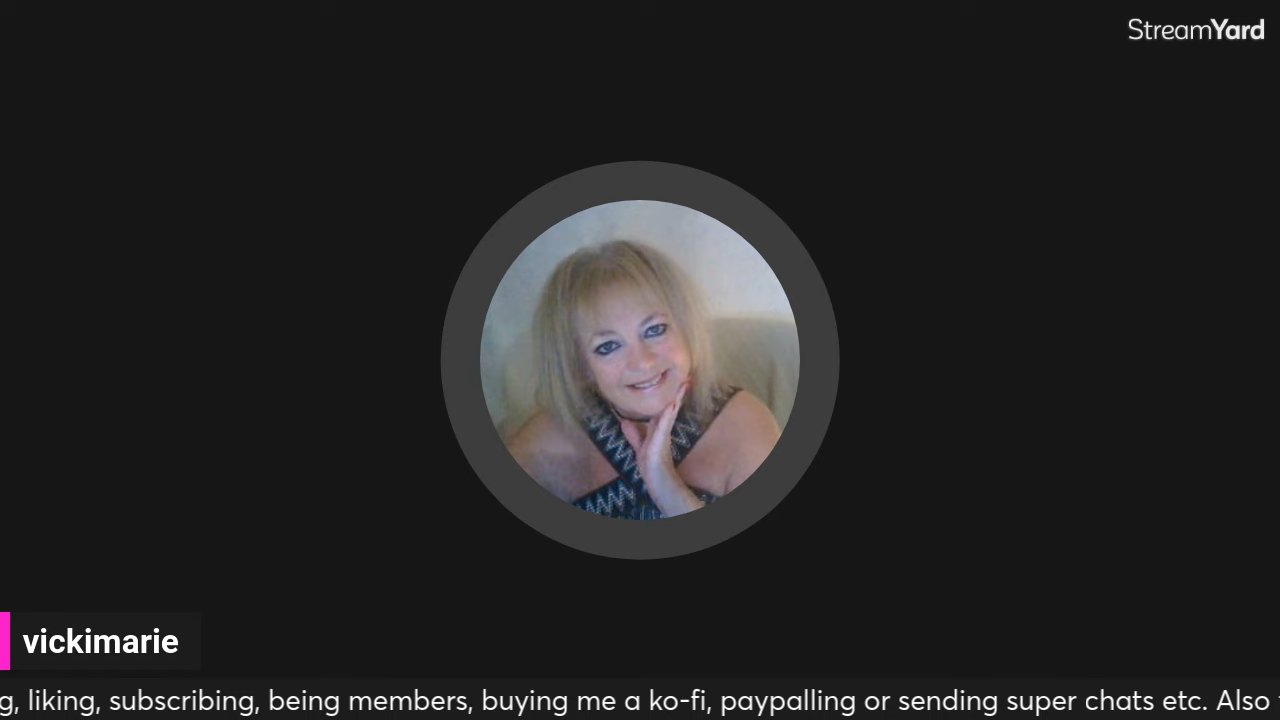 StreamYard
vickimarie
g, liking, subscribing, being members, buying me a ko-fi, paypalling or sending super chats etc. Also